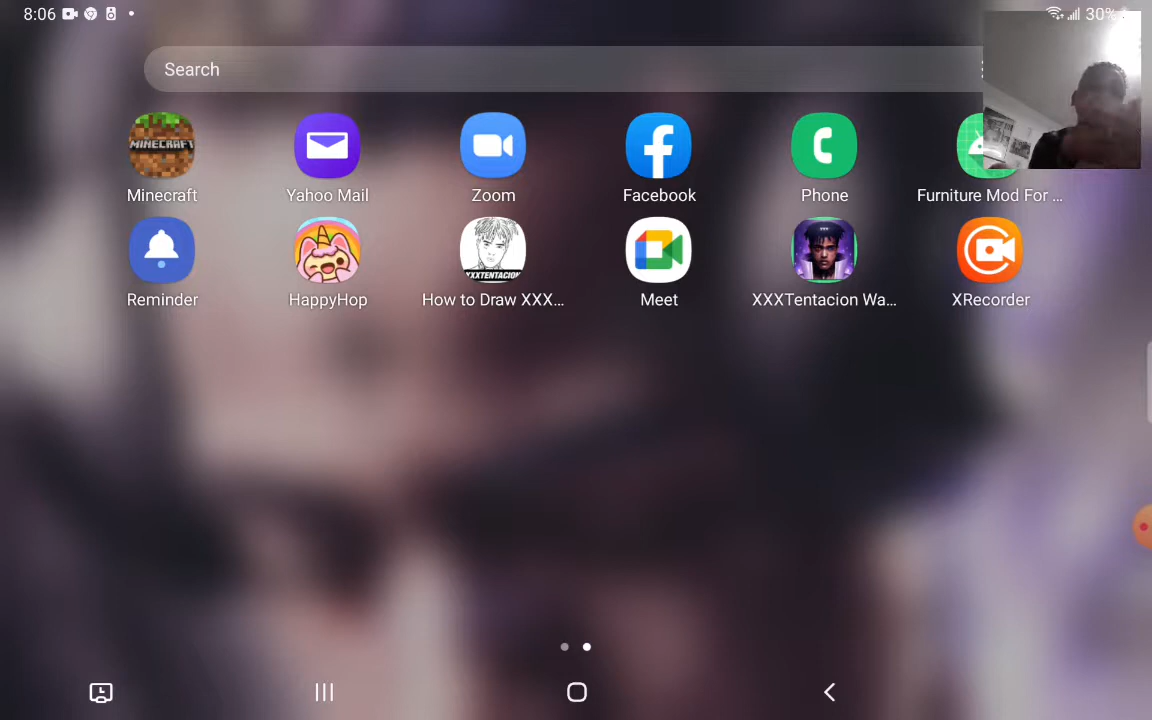 8:06 30%
Search
MINECRAFT
Minecraft Yahoo Mail Zoom Facebook Phone Furniture Mod For ...
XXXTENTACION
Reminder HappyHop How to Draw XXX... Meet XXXTentacion Wa... XRecorder